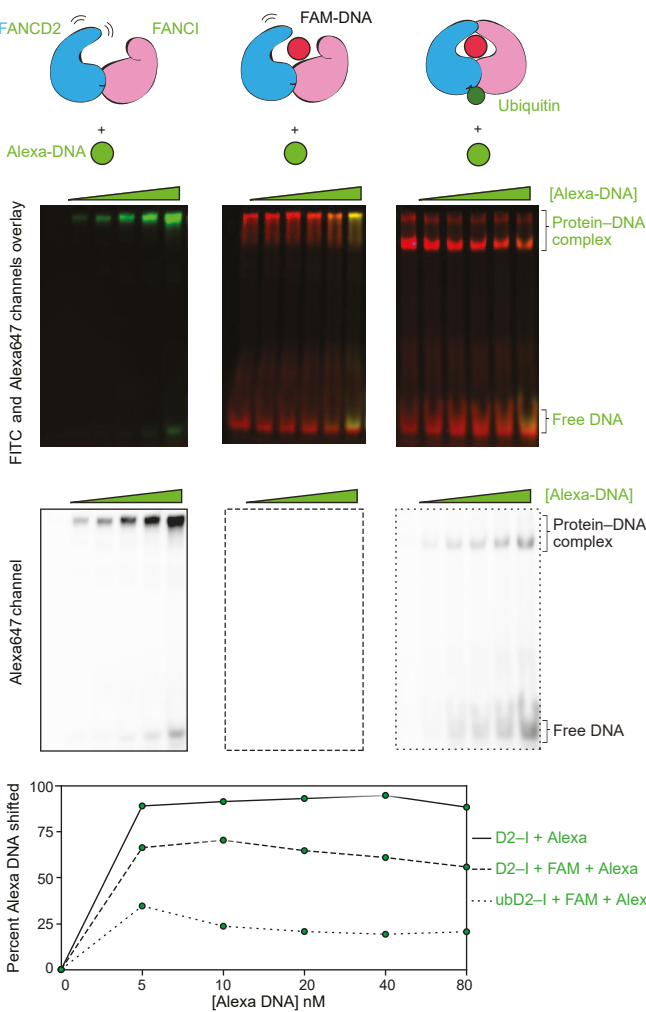 FANCD2
FANCI
FAM-DNA
Ubiquitin
+
+
+
Alexa-DNA
[Alexa-DNA]
FITC and Alexa647 channels overlay
Protein–DNA
complex
Free DNA
[Alexa-DNA]
Alexa647 channel
Protein–DNA
complex
Free DNA
Percent Alexa DNA shifted
100
75
50
25
0
0
5
10
20
40
80
[Alexa DNA] nM
D2–I + Alexa
D2–I + FAM + Alexa
ubD2–I + FAM + Alex